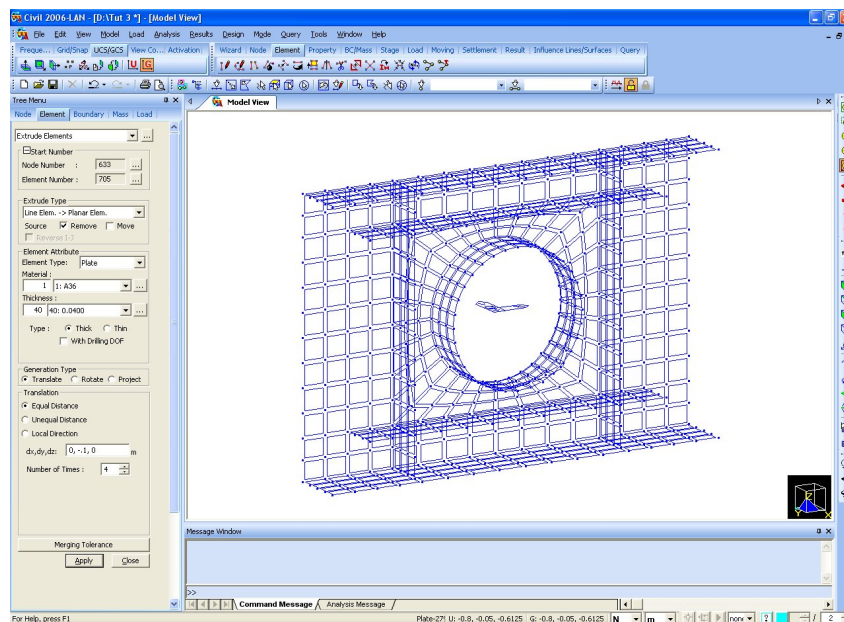 Civil 2006-LAN - [D:\Tut 3 *] - [Model View]
File Edit View Model Load Analysis Results Design Mode Query Tools Window Help
Freque... Grid/Snap UCS/GCS View Co... Activation Wizard Node Element Property BC/Mass Stage Load Moving Settlement Result Influence Lines/Surfaces Query
Tree Menu
Node Element Boundary Mass Load
Model View
Extrude Elements
Start Number
Node Number : 633
Element Number : 705
Extrude Type
Line Elem. -> Planar Elem.
Source Remove Move
Reverse I-J
Element Attribute
Element Type: Plate
Material :
1 1: A36
Thickness :
40 40: 0.0400
Type : Thick Thin
With Drilling DOF
Generation Type
Translate Rotate Project
Translation
Equal Distance
Unequal Distance
Local Direction
dx,dy,dz: 0, -.1, 0 m
Number of Times : 4
Merging Tolerance
Apply Close
Message Window
>>
Command Message Analysis Message
For Help, press F1
Plate-27! U: -0.8, -0.05, -0.6125 G: -0.8, -0.05, -0.6125 N m none ? / 2